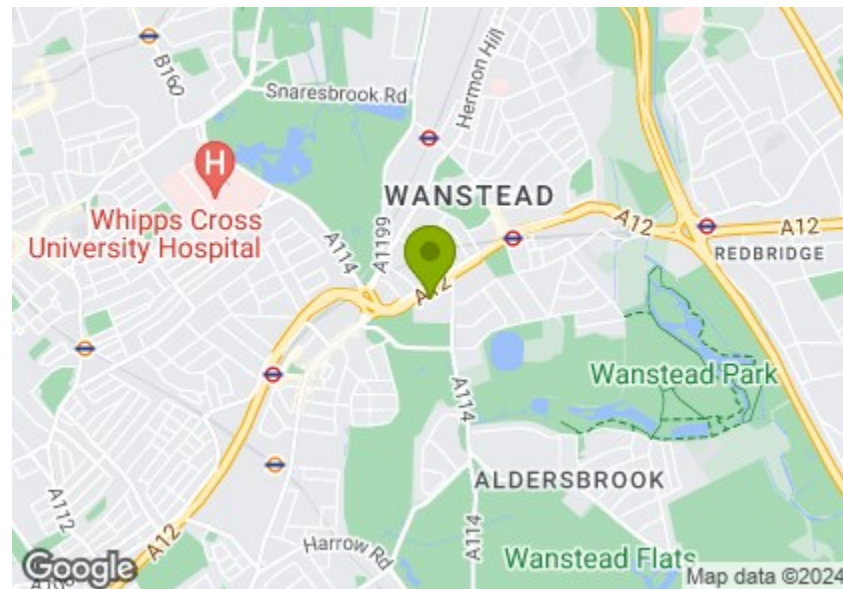 B160
Snaresbrook Rd
Hermon Hill
H
WANSTEAD
Whipps Cross
University Hospital
A114
A1199
A12
A12
A12
REDBRIDGE
Wanstead Park
A114
ALDERSBROOK
A112
A12
Harrow Rd
A114
Wanstead Flats
Google
Map data ©2024